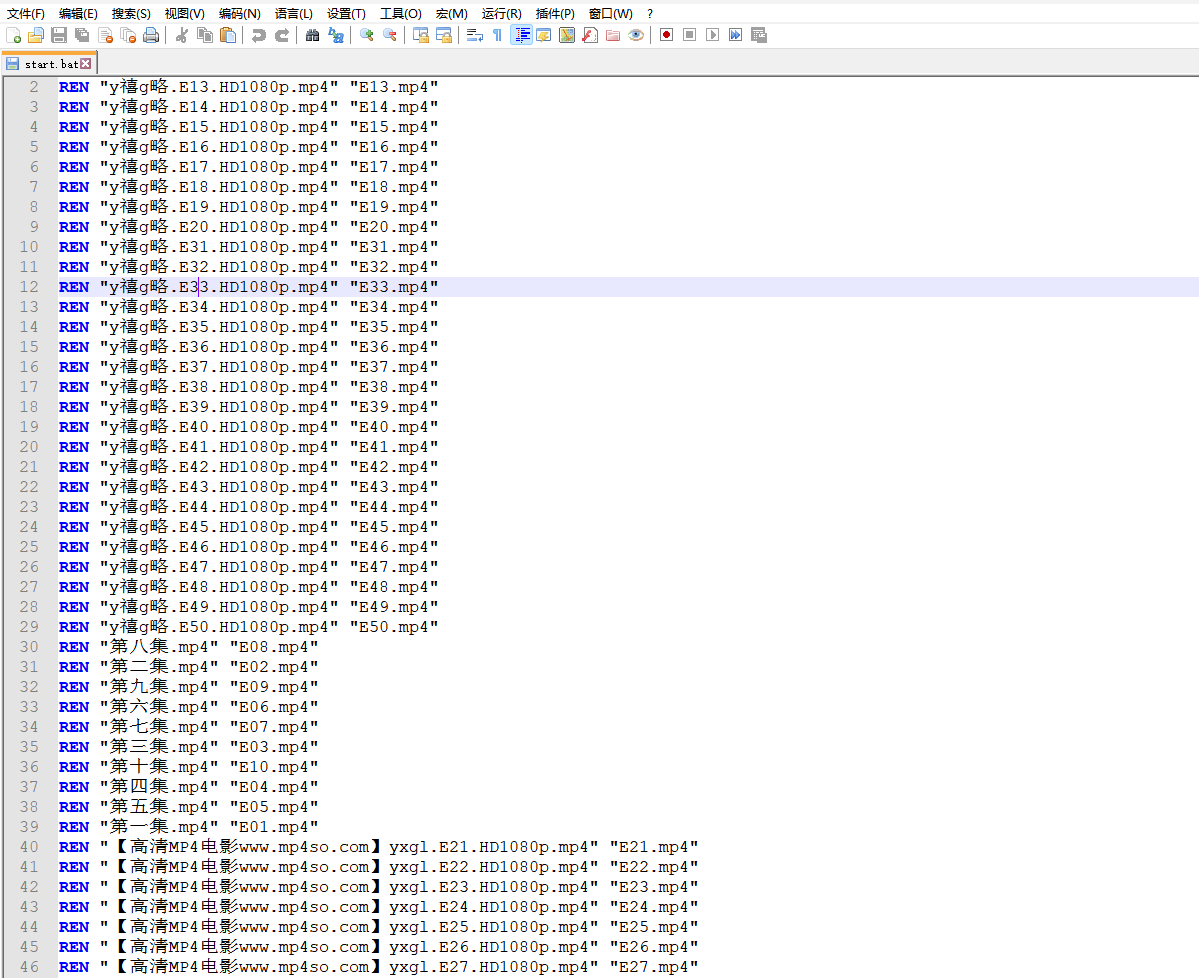 文件(F) 编辑(E) 搜索(S) 视图(V) 编码(N) 语言(L) 设置(T) 工具(O) 宏(M) 运行(R) 插件(P) 窗口(W) ?
start.bat
2 REN "y禧g略.E13.HD1080p.mp4" "E13.mp4"
3 REN "y禧g略.E14.HD1080p.mp4" "E14.mp4"
4 REN "y禧g略.E15.HD1080p.mp4" "E15.mp4"
5 REN "y禧g略.E16.HD1080p.mp4" "E16.mp4"
6 REN "y禧g略.E17.HD1080p.mp4" "E17.mp4"
7 REN "y禧g略.E18.HD1080p.mp4" "E18.mp4"
8 REN "y禧g略.E19.HD1080p.mp4" "E19.mp4"
9 REN "y禧g略.E20.HD1080p.mp4" "E20.mp4"
10 REN "y禧g略.E31.HD1080p.mp4" "E31.mp4"
11 REN "y禧g略.E32.HD1080p.mp4" "E32.mp4"
12 REN "y禧g略.E33.HD1080p.mp4" "E33.mp4"
13 REN "y禧g略.E34.HD1080p.mp4" "E34.mp4"
14 REN "y禧g略.E35.HD1080p.mp4" "E35.mp4"
15 REN "y禧g略.E36.HD1080p.mp4" "E36.mp4"
16 REN "y禧g略.E37.HD1080p.mp4" "E37.mp4"
17 REN "y禧g略.E38.HD1080p.mp4" "E38.mp4"
18 REN "y禧g略.E39.HD1080p.mp4" "E39.mp4"
19 REN "y禧g略.E40.HD1080p.mp4" "E40.mp4"
20 REN "y禧g略.E41.HD1080p.mp4" "E41.mp4"
21 REN "y禧g略.E42.HD1080p.mp4" "E42.mp4"
22 REN "y禧g略.E43.HD1080p.mp4" "E43.mp4"
23 REN "y禧g略.E44.HD1080p.mp4" "E44.mp4"
24 REN "y禧g略.E45.HD1080p.mp4" "E45.mp4"
25 REN "y禧g略.E46.HD1080p.mp4" "E46.mp4"
26 REN "y禧g略.E47.HD1080p.mp4" "E47.mp4"
27 REN "y禧g略.E48.HD1080p.mp4" "E48.mp4"
28 REN "y禧g略.E49.HD1080p.mp4" "E49.mp4"
29 REN "y禧g略.E50.HD1080p.mp4" "E50.mp4"
30 REN "第八集.mp4" "E08.mp4"
31 REN "第二集.mp4" "E02.mp4"
32 REN "第九集.mp4" "E09.mp4"
33 REN "第六集.mp4" "E06.mp4"
34 REN "第七集.mp4" "E07.mp4"
35 REN "第三集.mp4" "E03.mp4"
36 REN "第十集.mp4" "E10.mp4"
37 REN "第四集.mp4" "E04.mp4"
38 REN "第五集.mp4" "E05.mp4"
39 REN "第一集.mp4" "E01.mp4"
40 REN "【高清MP4电影www.mp4so.com】yxgl.E21.HD1080p.mp4" "E21.mp4"
41 REN "【高清MP4电影www.mp4so.com】yxgl.E22.HD1080p.mp4" "E22.mp4"
42 REN "【高清MP4电影www.mp4so.com】yxgl.E23.HD1080p.mp4" "E23.mp4"
43 REN "【高清MP4电影www.mp4so.com】yxgl.E24.HD1080p.mp4" "E24.mp4"
44 REN "【高清MP4电影www.mp4so.com】yxgl.E25.HD1080p.mp4" "E25.mp4"
45 REN "【高清MP4电影www.mp4so.com】yxgl.E26.HD1080p.mp4" "E26.mp4"
46 REN "【高清MP4电影www.mp4so.com】yxgl.E27.HD1080p.mp4" "E27.mp4"